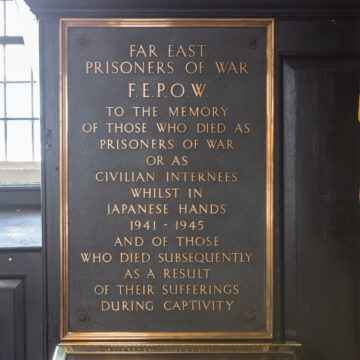 FAR EAST
PRISONERS OF WAR
F.E.P.O.W
TO THE MEMORY
OF THOSE WHO DIED AS
PRISONERS OF WAR
OR AS
CIVILIAN INTERNEES
WHILST IN
JAPANESE HANDS
1941 - 1945
AND OF THOSE
WHO DIED SUBSEQUENTLY
AS A RESULT
OF THEIR SUFFERINGS
DURING CAPTIVITY